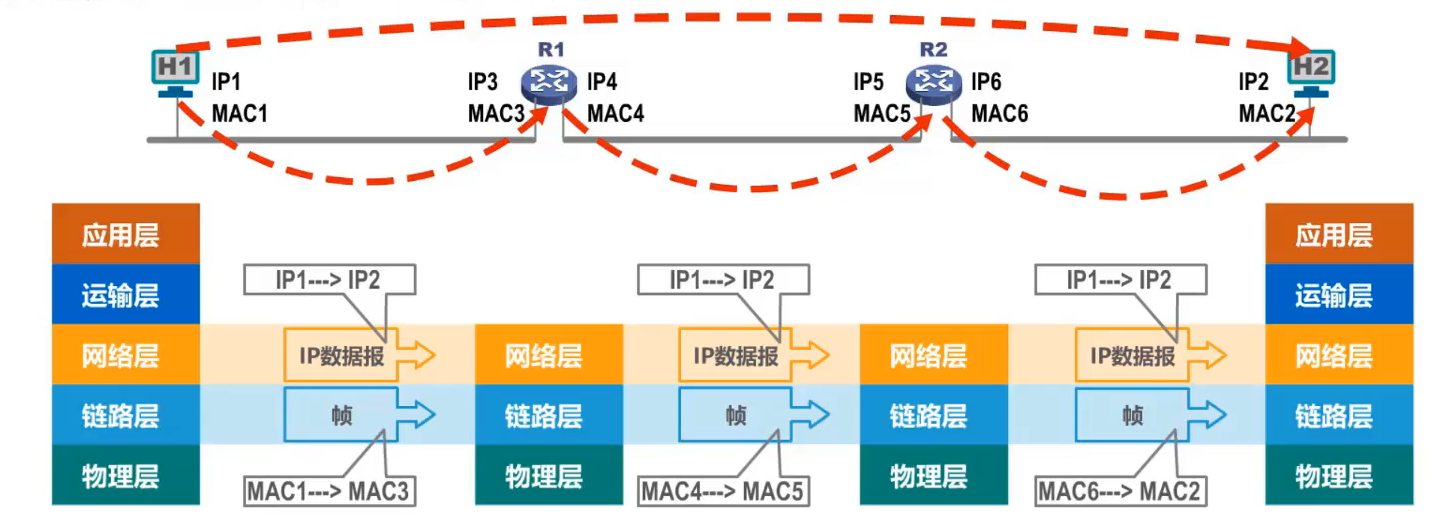 R1
R2
H1
H2
IP1
IP3
IP4
IP5
IP6
IP2
MAC1
MAC3
MAC4
MAC5
MAC6
MAC2
应用层
应用层
运输层
IP1---> IP2
IP1---> IP2
IP1---> IP2
运输层
网络层
IP数据报
网络层
IP数据报
网络层
IP数据报
网络层
链路层
帧
链路层
帧
链路层
帧
链路层
物理层
MAC1---> MAC3
物理层
MAC4---> MAC5
物理层
MAC6---> MAC2
物理层